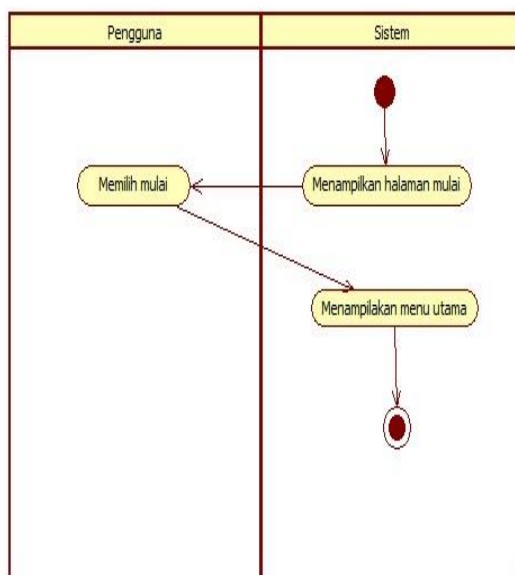 Pengguna
Sistem
Menampilkan halaman mulai
Memilih mulai
Menampilakan menu utama